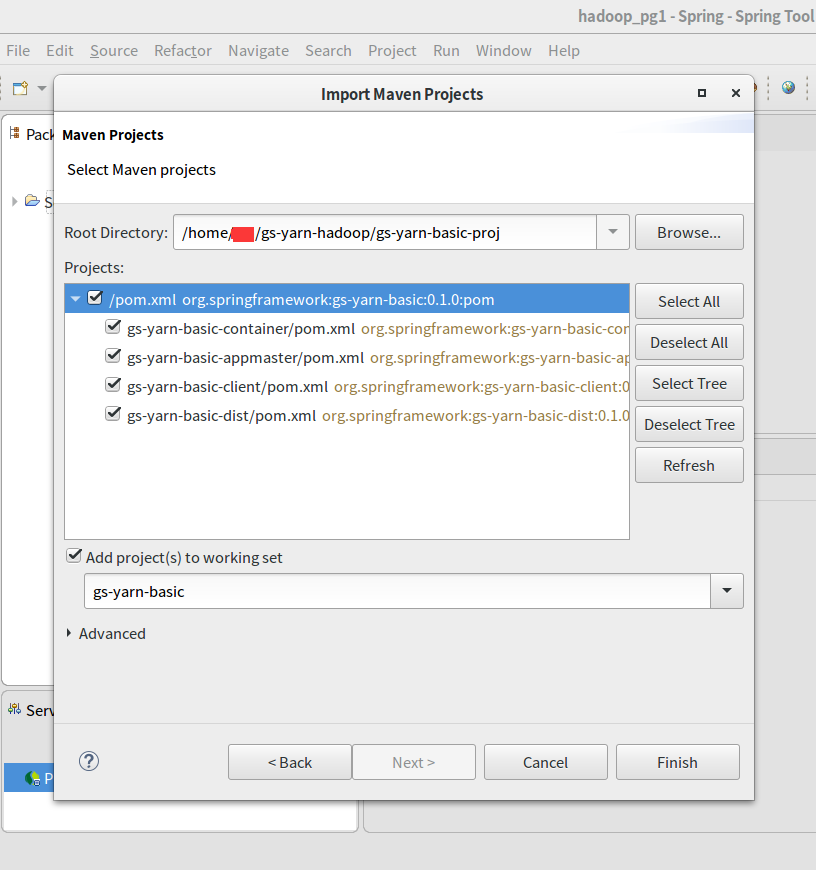 hadoop_pg1 - Spring - Spring Tool
File Edit Source Refactor Navigate Search Project Run Window Help
Import Maven Projects
Pack
Maven Projects
Select Maven projects
S
Root Directory: /home/ /gs-yarn-hadoop/gs-yarn-basic-proj Browse...
Projects:
/pom.xml org.springframework:gs-yarn-basic:0.1.0:pom Select All
gs-yarn-basic-container/pom.xml org.springframework:gs-yarn-basic-con
Deselect All
gs-yarn-basic-appmaster/pom.xml org.springframework:gs-yarn-basic-ap
gs-yarn-basic-client/pom.xml org.springframework:gs-yarn-basic-client:0 Select Tree
gs-yarn-basic-dist/pom.xml org.springframework:gs-yarn-basic-dist:0.1.0 Deselect Tree
Refresh
Add project(s) to working set
gs-yarn-basic
Advanced
Serv
? < Back Next > Cancel Finish
P